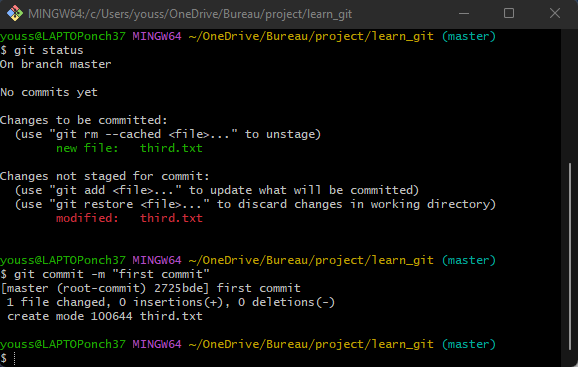 MINGW64:/c/Users/youss/OneDrive/Bureau/project/learn_git
youss@LAPTOPonch37 MINGW64 ~/OneDrive/Bureau/project/learn_git (master)
$ git status
On branch master
No commits yet
Changes to be committed:
(use "git rm --cached <file>..." to unstage)
new file: third.txt
Changes not staged for commit:
(use "git add <file>..." to update what will be committed)
(use "git restore <file>..." to discard changes in working directory)
modified: third.txt
youss@LAPTOPonch37 MINGW64 ~/OneDrive/Bureau/project/learn_git (master)
$ git commit -m "first commit"
[master (root-commit) 2725bde] first commit
1 file changed, 0 insertions(+), 0 deletions(-)
create mode 100644 third.txt
youss@LAPTOPonch37 MINGW64 ~/OneDrive/Bureau/project/learn_git (master)
$